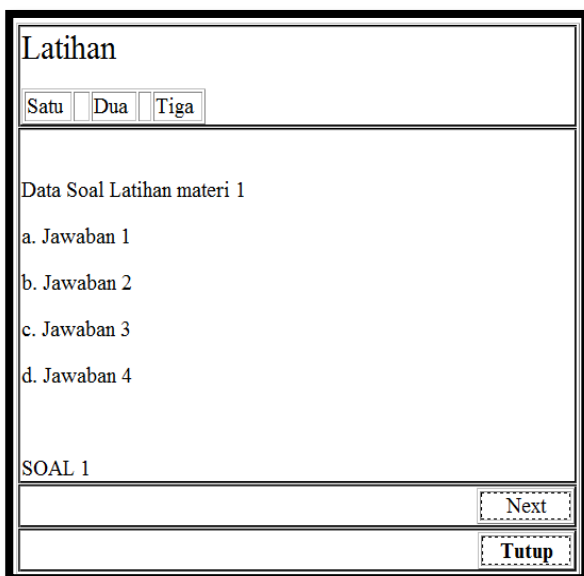 Latihan
Satu Dua Tiga
Data Soal Latihan materi 1
a. Jawaban 1
b. Jawaban 2
c. Jawaban 3
d. Jawaban 4
SOAL 1
Next
Tutup